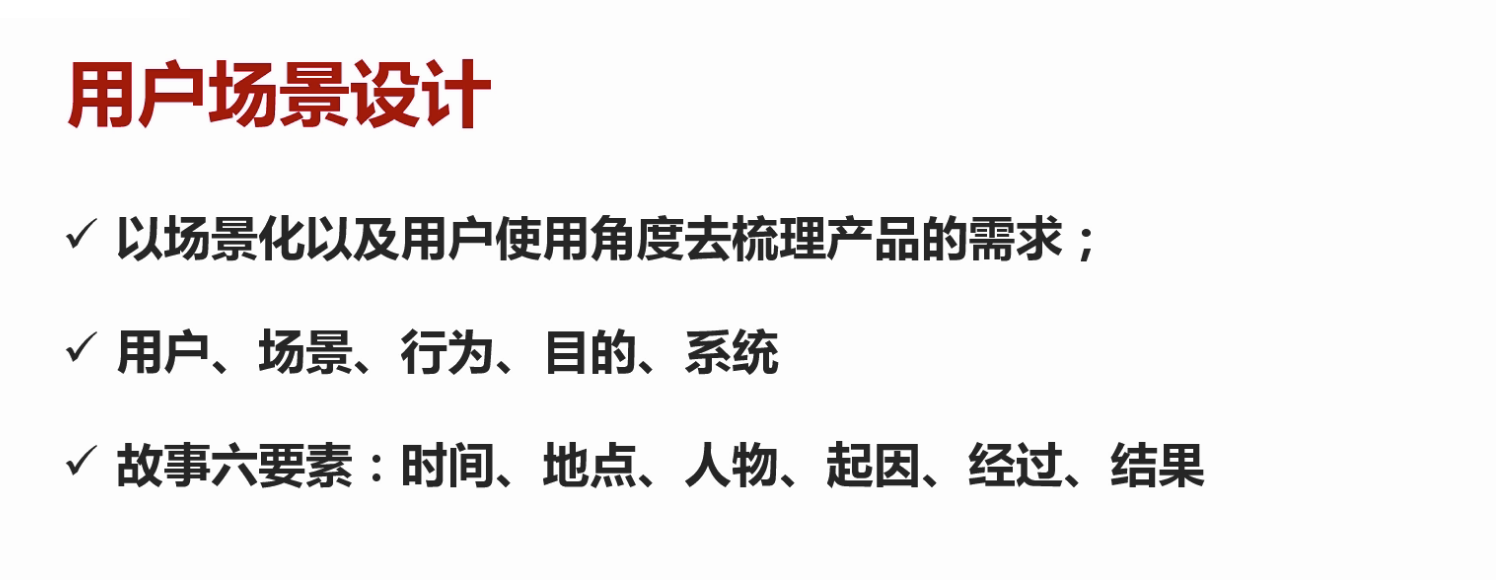 用户场景设计
✓ 以场景化以及用户使用角度去梳理产品的需求；
✓ 用户、场景、行为、目的、系统
✓ 故事六要素：时间、地点、人物、起因、经过、结果